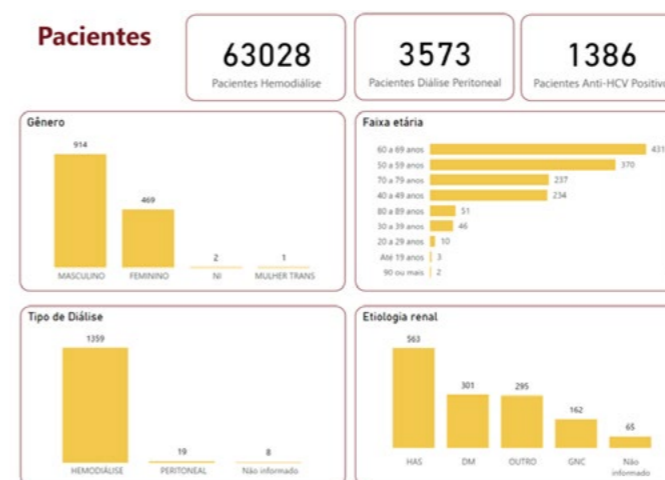 Pacientes
63028
Pacientes Hemodiálise
3573
Pacientes Diálise Peritoneal
1386
Pacientes Anti-HCV Positivo
Gênero
914
469
2
1
MASCULINO
FEMININO
NI
MULHER TRANS
Faixa etária
60 a 69 anos 431
50 a 59 anos 370
70 a 79 anos 237
40 a 49 anos 234
80 a 89 anos 51
30 a 39 anos 46
20 a 29 anos 10
Até 19 anos 3
90 ou mais 2
Tipo de Diálise
1359
19
8
HEMODIÁLISE
PERITONEAL
Não informado
Etiologia renal
563
301
295
162
65
HAS
DM
OUTRO
GNC
Não
informado